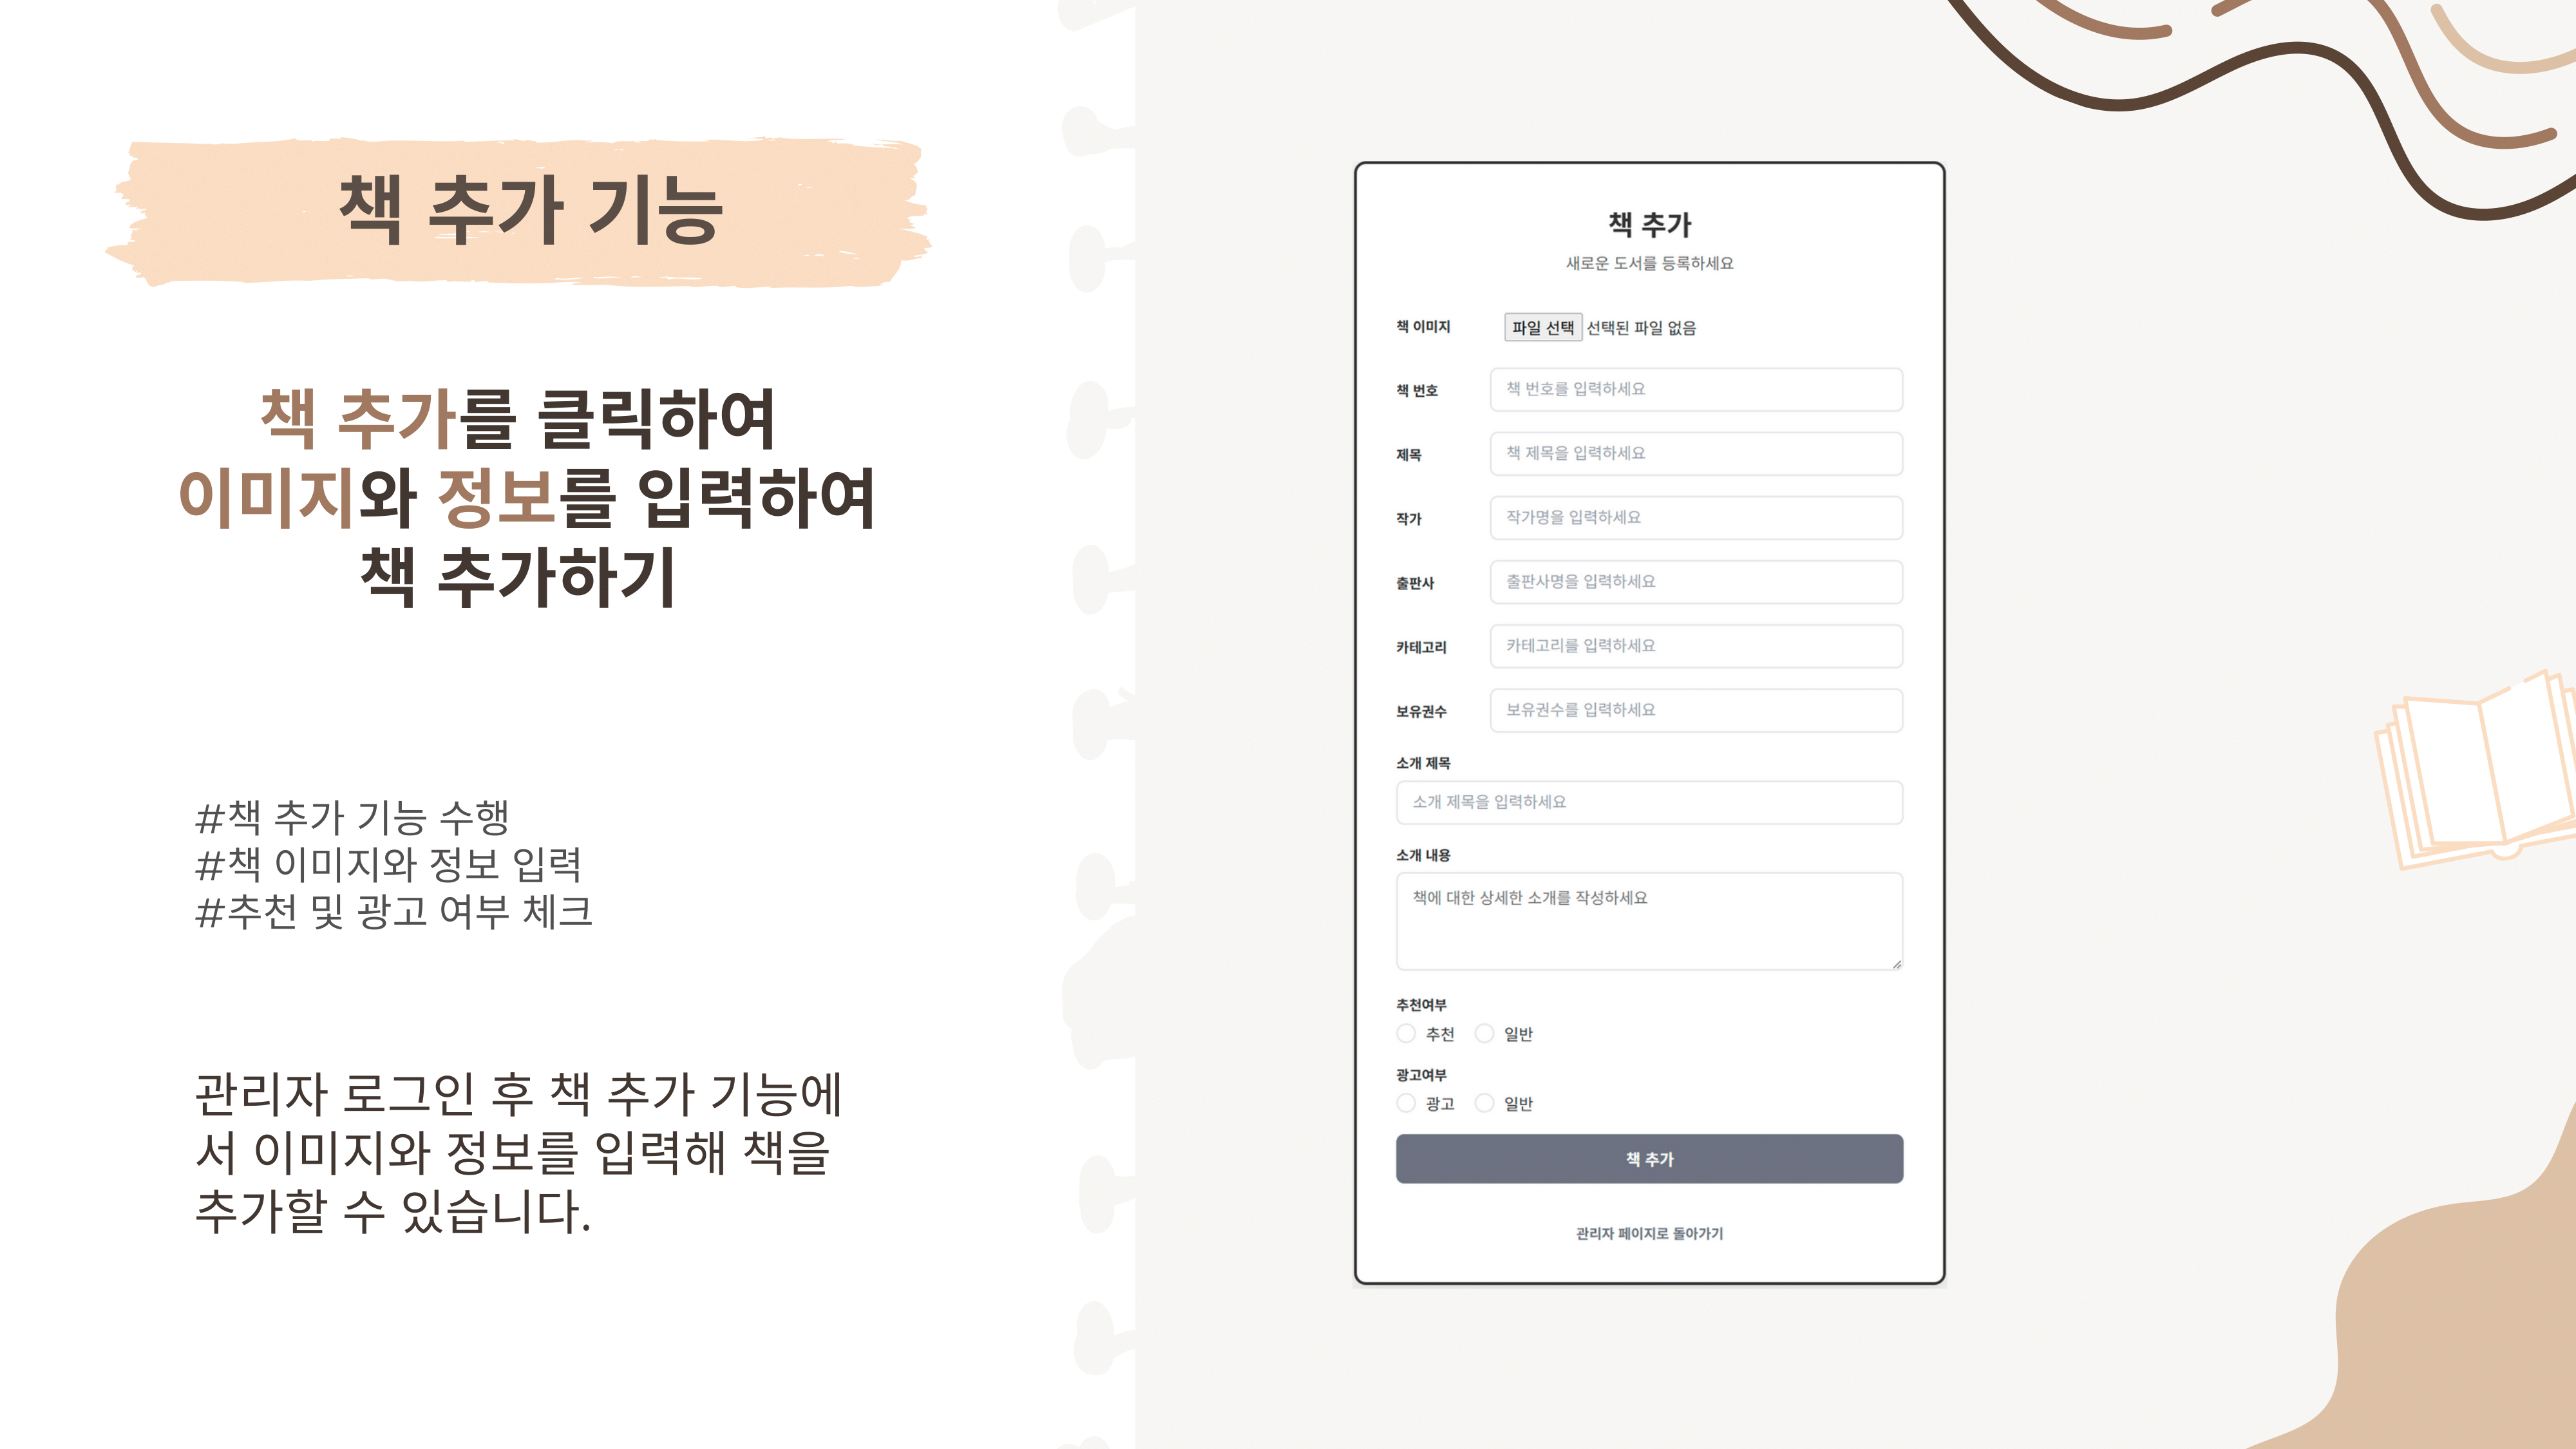 책 추가 기능
책 추가를 클릭하여
이미지와 정보를 입력하여
책 추가하기
#책 추가 기능 수행
#책 이미지와 정보 입력
#추천 및 광고 여부 체크
관리자 로그인 후 책 추가 기능에
서 이미지와 정보를 입력해 책을
추가할 수 있습니다.
책 추가
새로운 도서를 등록하세요
책 이미지 파일 선택 선택된 파일 없음
책 번호 책 번호를 입력하세요
제목 책 제목을 입력하세요
작가 작가명을 입력하세요
출판사 출판사명을 입력하세요
카테고리 카테고리를 입력하세요
보유권수 보유권수를 입력하세요
소개 제목
소개 제목을 입력하세요
소개 내용
책에 대한 상세한 소개를 작성하세요
추천여부
추천 일반
광고여부
광고 일반
책 추가
관리자 페이지로 돌아가기